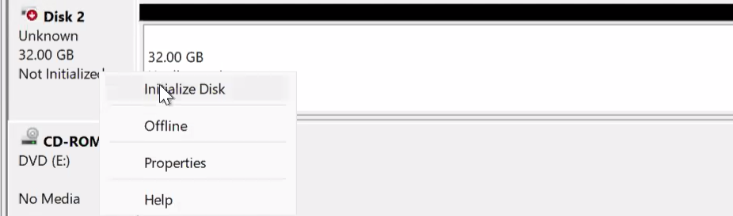 Disk 2
Unknown
32.00 GB
32.00 GB
Not Initialized
Initialize Disk
Offline
CD-ROM
DVD (E:)
Properties
No Media
Help